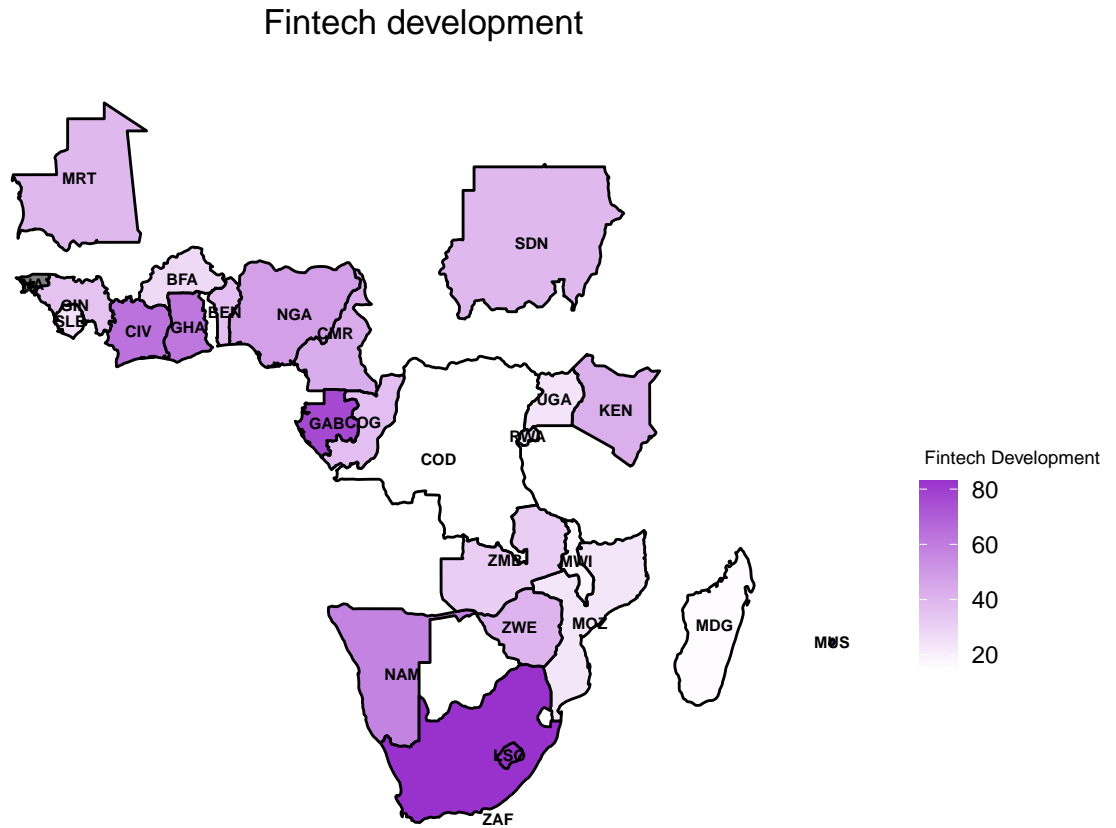 Fintech development
MRT
SDN
BFA
GIN
SLE
CIV
GHA
BEN
NGA
CMR
UGA
KEN
GAB
COG
RWA
COD
ZMB
MWI
ZWE
MOZ
MDG
MUS
NAM
LSO
ZAF
Fintech Development
80
60
40
20